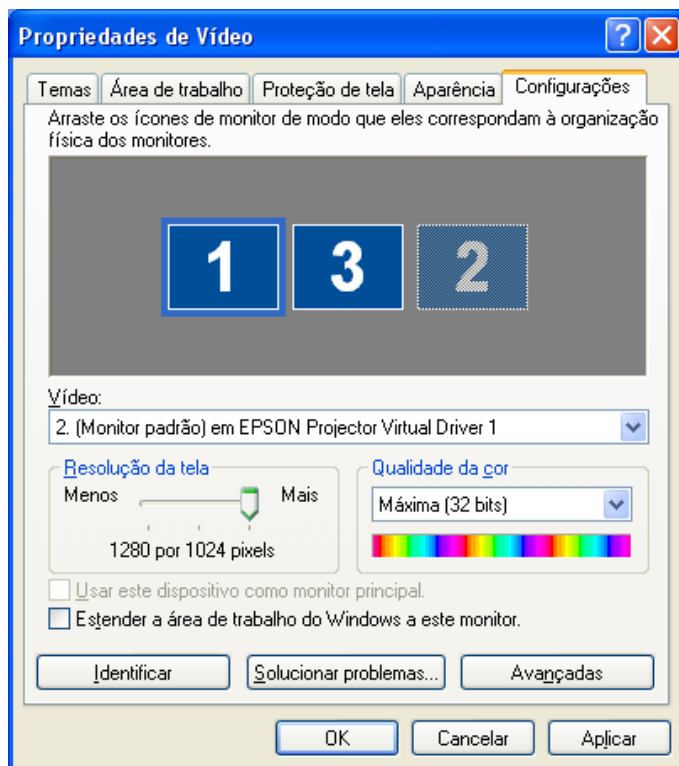 Propriedades de Vídeo
Temas Área de trabalho Proteção de tela Aparência Configurações
Arraste os ícones de monitor de modo que eles correspondam à organização
física dos monitores.
1 3 2
Vídeo:
2. (Monitor padrão) em EPSON Projector Virtual Driver 1
Resolução da tela
Menos Mais
1280 por 1024 pixels
Qualidade da cor
Máxima (32 bits)
Usar este dispositivo como monitor principal.
Estender a área de trabalho do Windows a este monitor.
Identificar Solucionar problemas... Avançadas
OK Cancelar Aplicar